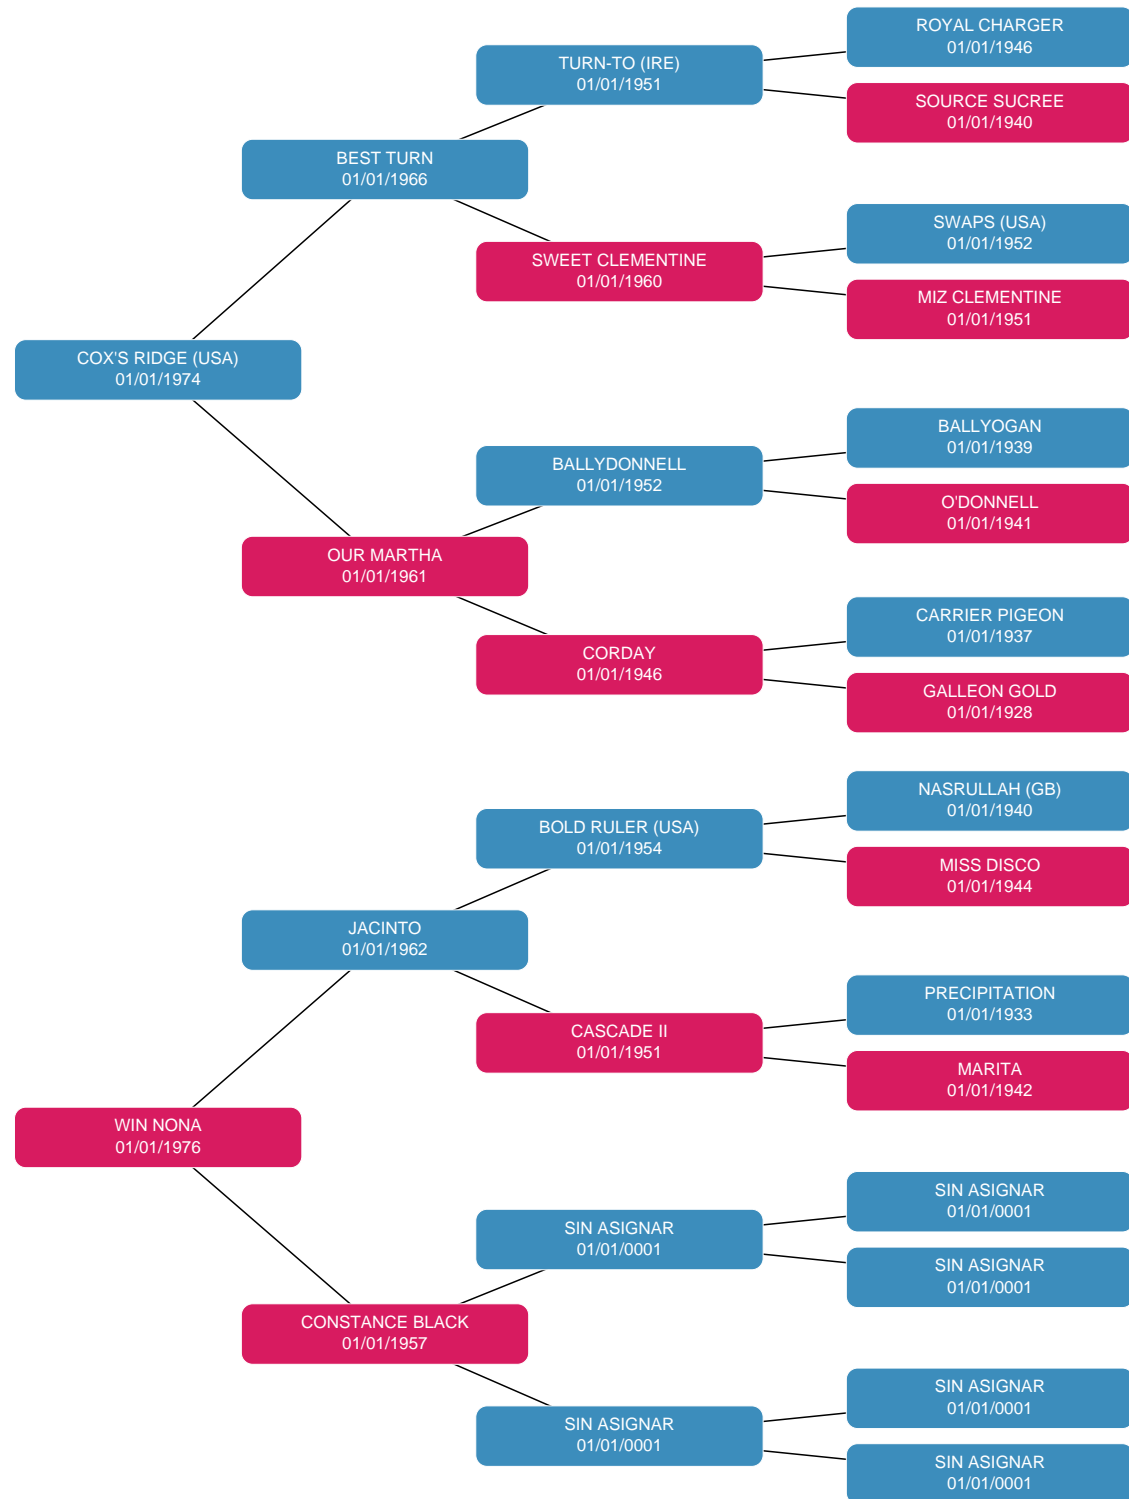 ROYAL CHARGER
01/01/1946
TURN-TO (IRE)
01/01/1951
SOURCE SUCREE
01/01/1940
BEST TURN
01/01/1966
SWAPS (USA)
01/01/1952
SWEET CLEMENTINE
01/01/1960
MIZ CLEMENTINE
01/01/1951
COX'S RIDGE (USA)
01/01/1974
BALLYOGAN
01/01/1939
BALLYDONNELL
01/01/1952
O'DONNELL
01/01/1941
OUR MARTHA
01/01/1961
CARRIER PIGEON
01/01/1937
CORDAY
01/01/1946
GALLEON GOLD
01/01/1928
NASRULLAH (GB)
01/01/1940
BOLD RULER (USA)
01/01/1954
MISS DISCO
01/01/1944
JACINTO
01/01/1962
PRECIPITATION
01/01/1933
CASCADE II
01/01/1951
MARITA
01/01/1942
WIN NONA
01/01/1976
SIN ASIGNAR
01/01/0001
SIN ASIGNAR
01/01/0001
SIN ASIGNAR
01/01/0001
CONSTANCE BLACK
01/01/1957
SIN ASIGNAR
01/01/0001
SIN ASIGNAR
01/01/0001
SIN ASIGNAR
01/01/0001